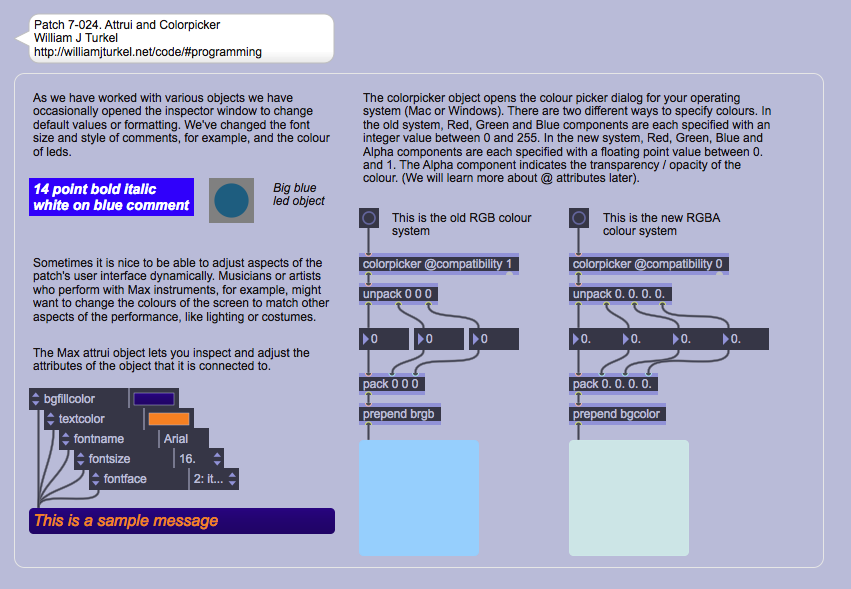 Patch 7-024. Attrui and Colorpicker
William J Turkel
http://williamjturkel.net/code/#programming
As we have worked with various objects we have
occasionally opened the inspector window to change
default values or formatting. We've changed the font
size and style of comments, for example, and the colour
of leds.
14 point bold italic
white on blue comment
Big blue
led object
Sometimes it is nice to be able to adjust aspects of the
patch's user interface dynamically. Musicians or artists
who perform with Max instruments, for example, might
want to change the colours of the screen to match other
aspects of the performance, like lighting or costumes.
The Max attrui object lets you inspect and adjust the
attributes of the object that it is connected to.
bgfillcolor
textcolor
fontname Arial
fontsize 16.
fontface 2: it...
This is a sample message
The colorpicker object opens the colour picker dialog for your operating
system (Mac or Windows). There are two different ways to specify colours. In
the old system, Red, Green and Blue components are each specified with an
integer value between 0 and 255. In the new system, Red, Green, Blue and
Alpha components are each specified with a floating point value between 0.
and 1. The Alpha component indicates the transparency / opacity of the
colour. (We will learn more about @ attributes later).
This is the old RGB colour
system
colorpicker @compatibility 1
unpack 0 0 0
0 0 0
pack 0 0 0
prepend brgb
This is the new RGBA
colour system
colorpicker @compatibility 0
unpack 0. 0. 0. 0.
0. 0. 0. 0.
pack 0. 0. 0. 0.
prepend bgcolor